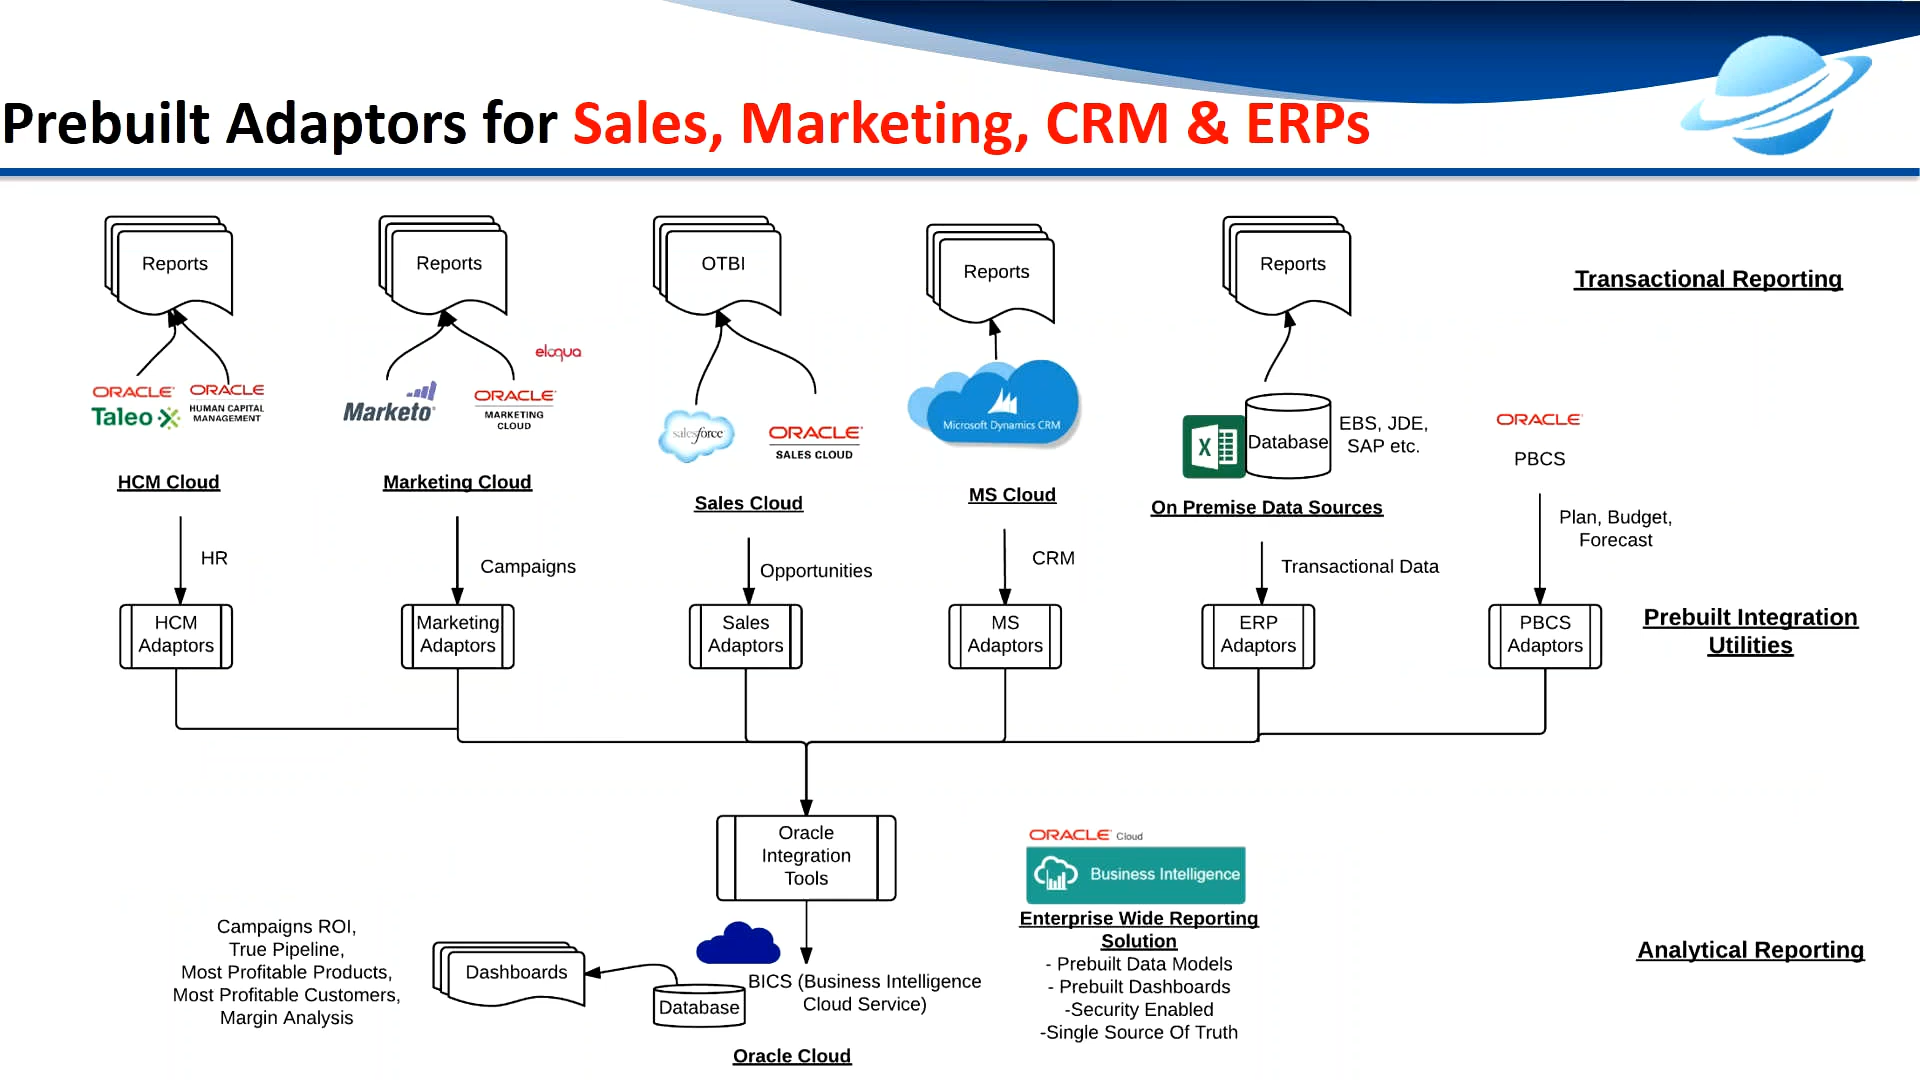 Prebuilt Adaptors for Sales, Marketing, CRM & ERPs
Reports
Reports
OTBI
Reports
Reports
Transactional Reporting
ORACLE
Taleo
ORACLE
HUMAN CAPITAL
MANAGEMENT
HCM Cloud
Marketo
eloqua
ORACLE
MARKETING
CLOUD
Marketing Cloud
salesforce
ORACLE
SALES CLOUD
Sales Cloud
Microsoft Dynamics CRM
MS Cloud
X
Database
EBS, JDE,
SAP etc.
On Premise Data Sources
ORACLE
PBCS
HR
Campaigns
Opportunities
CRM
Transactional Data
Plan, Budget,
Forecast
HCM
Adaptors
Marketing
Adaptors
Sales
Adaptors
MS
Adaptors
ERP
Adaptors
PBCS
Adaptors
Prebuilt Integration
Utilities
Oracle
Integration
Tools
Campaigns ROI,
True Pipeline,
Most Profitable Products,
Most Profitable Customers,
Margin Analysis
Dashboards
Database
BICS (Business Intelligence
Cloud Service)
Oracle Cloud
ORACLE Cloud
Business Intelligence
Enterprise Wide Reporting
Solution
- Prebuilt Data Models
- Prebuilt Dashboards
-Security Enabled
-Single Source Of Truth
Analytical Reporting